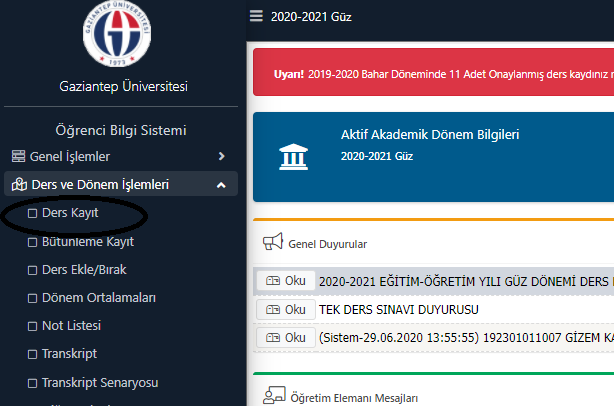 GAZİANTEP ÜNİVERSİTESİ
1973
Gaziantep Üniversitesi
Öğrenci Bilgi Sistemi
Genel İşlemler
Ders ve Dönem İşlemleri
Ders Kayıt
Bütünleme Kayıt
Ders Ekle/Bırak
Dönem Ortalamaları
Not Listesi
Transkript
Transkript Senaryosu
2020-2021 Güz
Uyarı! 2019-2020 Bahar Döneminde 11 Adet Onaylanmış ders kaydınız
Aktif Akademik Dönem Bilgileri
2020-2021 Güz
Genel Duyurular
Oku 2020-2021 EĞİTİM-ÖĞRETİM YILI GÜZ DÖNEMİ DERS
Oku TEK DERS SINAVI DUYURUSU
Oku (Sistem-29.06.2020 13:55:55) 192301011007 GİZEM
Öğretim Elemanı Mesajları